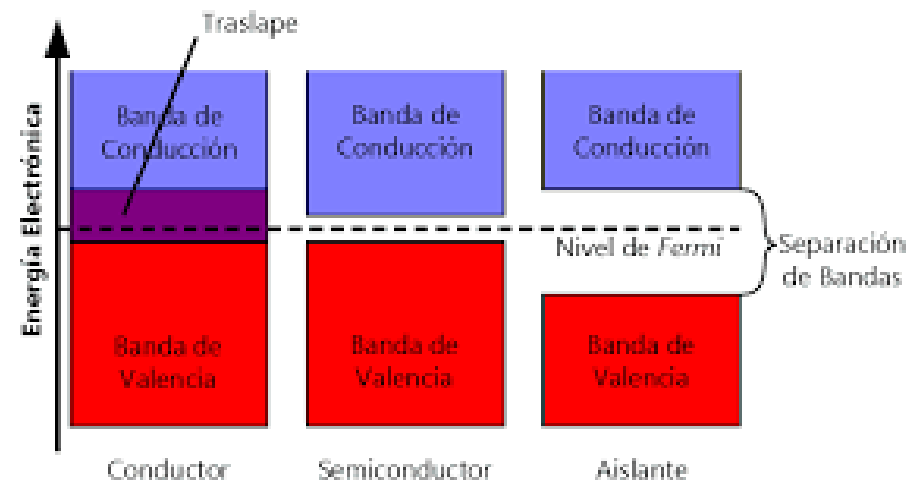 Traslape
Energía Electrónica
Banda de
Conducción
Banda de
Conducción
Banda de
Conducción
Nivel de Fermi
Separación
de Bandas
Banda de
Valencia
Banda de
Valencia
Banda de
Valencia
Conductor
Semiconductor
Aislante